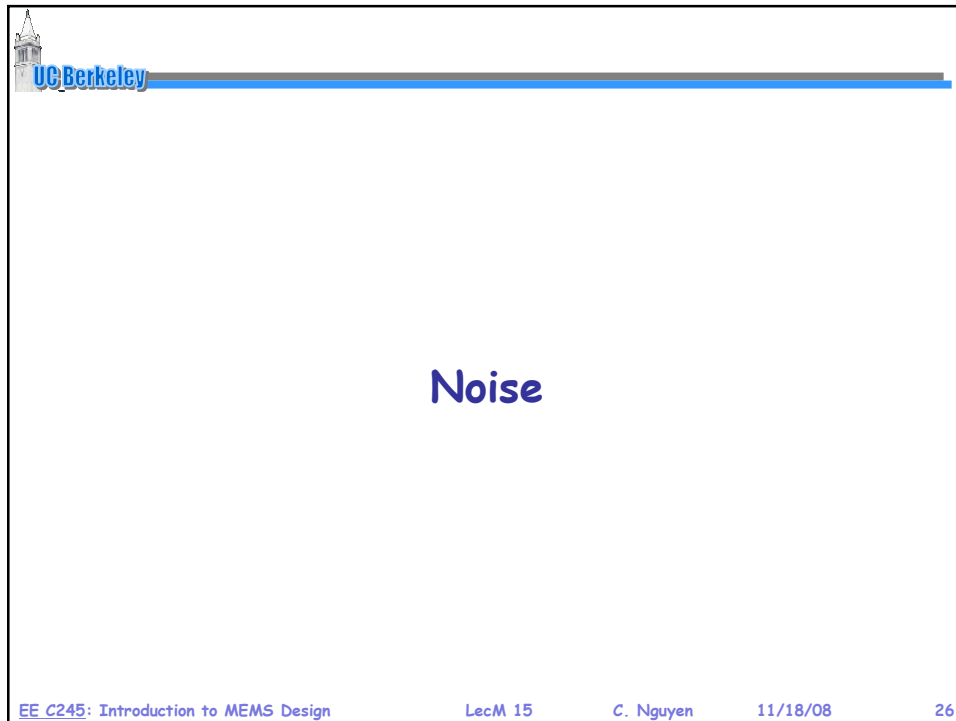 UC Berkeley
Noise
EE C245: Introduction to MEMS Design LecM 15 C. Nguyen 11/18/08 26